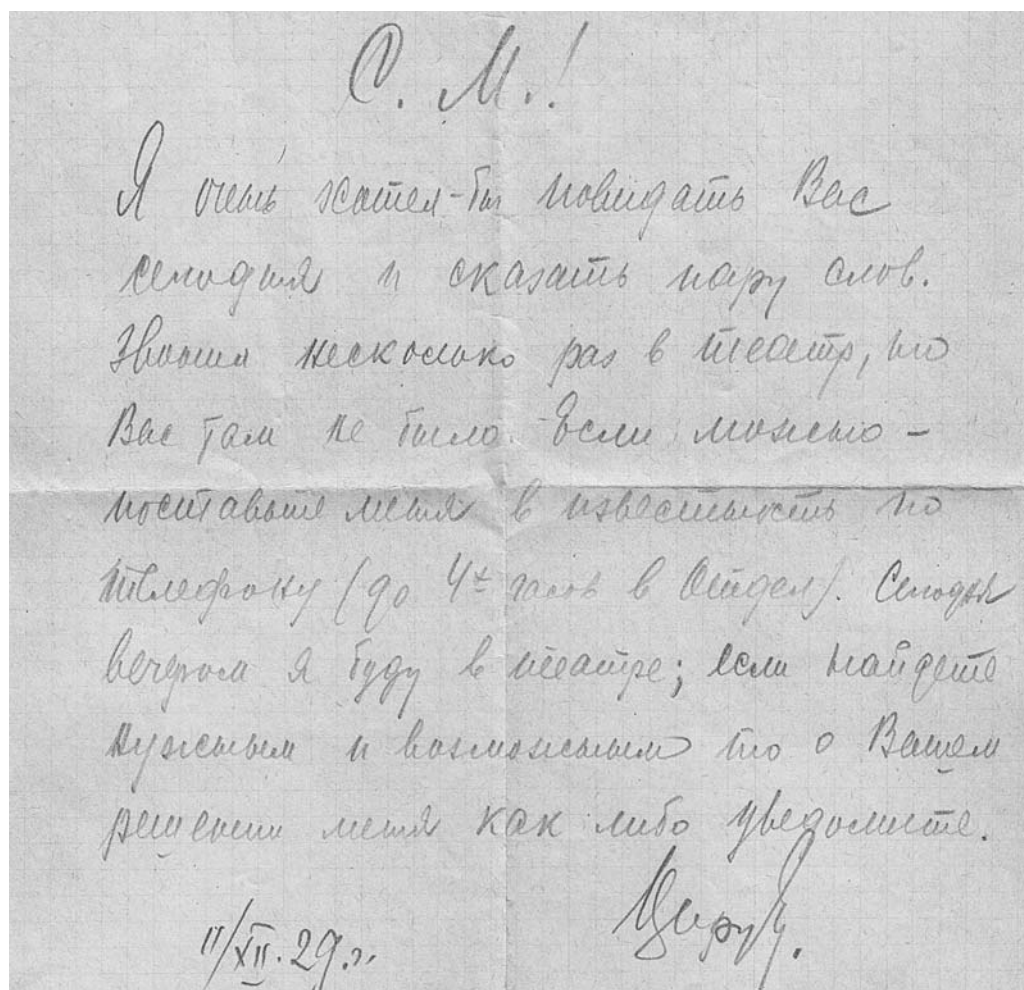 С. М.!
Я очень хотел-бы повидать Вас
сегодня и сказать пару слов.
Звонил несколько раз в театр, но
Вас там не было. Если можно –
поставьте меня в известность по
телефону (до 4х часов в Отдел). Сегодня
вечером я буду в театре; если найдете
нужным и возможным то о Вашем
решении меня как либо уведомите.
11/XII. 29 г.